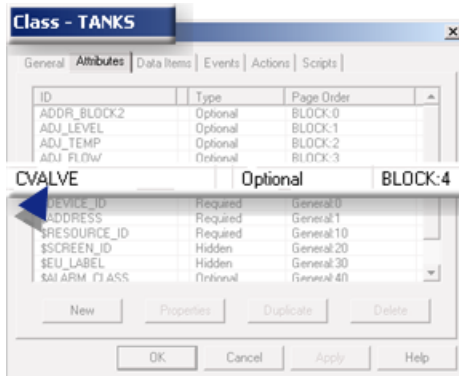 Class - TANKS
General Attributes Data Items Events Actions Scripts
ID Type Page Order
ADDR_BLOCK2 Optional BLOCK:0
ADJ_LEVEL Optional BLOCK:1
ADJ_TEMP Optional BLOCK:2
ADJ_FLOW Optional BLOCK:3
CVALVE Optional BLOCK:4
DEVICE_ID Required General:0
ADDRESS Required General:1
$RESOURCE_ID Required General:10
$SCREEN_ID Hidden General:20
$EU_LABEL Hidden General:30
$ALARM_CLASS Optional General:40
New Properties Duplicate Delete
OK Cancel Apply Help